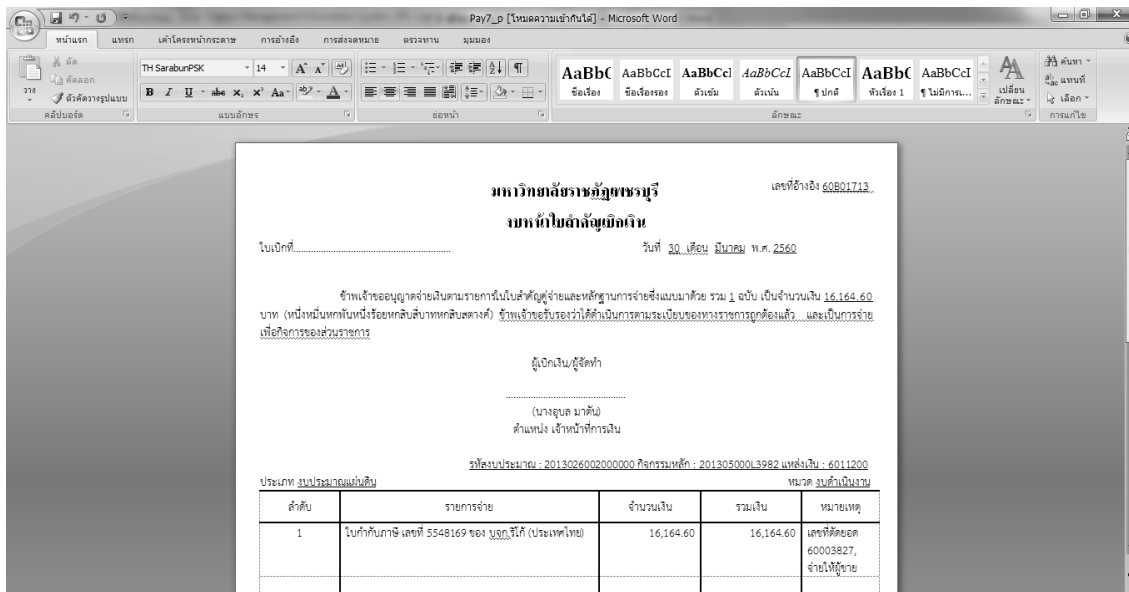 Pay7_p [โหมดความเข้ากันได้] - Microsoft Word
หน้าแรก แทรก เค้าโครงหน้ากระดาษ การอ้างอิง การส่งจดหมาย ตรวจทาน มุมมอง
วาง
ตัด
คัดลอก
ตัวคัดวางรูปแบบ
คลิปบอร์ด
TH SarabunPSK 14
แบบอักษร
ย่อหน้า
AaBb( AaBbCcI AaBbCcI AaBbCcI AaBbCcI AaBb( AaBbCcI
ชื่อเรื่อง ชื่อเรื่องรอง ตัวเข้ม ตัวเน้น ¶ ปกติ หัวเรื่อง 1 ¶ ไม่มีการเ...
เปลี่ยนลักษณะ
ลักษณะ
ค้นหา
แทนที่
เลือก
การแก้ไข
มหาวิทยาลัยราชภัฏเพชรบุรี เลขที่อ้างอิง 60B01713
งบหน้าใบสำคัญเบิกเงิน
ใบเบิกที่.................................................... วันที่ 30 เดือน มีนาคม พ.ศ. 2560
ข้าพเจ้าขออนุญาตจ่ายเงินตามรายการในใบสำคัญคู่จ่ายและหลักฐานการจ่ายซึ่งแนบมาด้วย รวม 1 ฉบับ เป็นจำนวนเงิน 16,164.60
บาท (หนึ่งหมื่นหกพันหนึ่งร้อยหกสิบสี่บาทหกสิบสตางค์) ข้าพเจ้าขอรับรองว่าได้ดำเนินการตามระเบียบของทางราชการถูกต้องแล้ว และเป็นการจ่าย
เพื่อกิจการของส่วนราชการ
ผู้เบิกเงิน/ผู้จัดทำ
........................................
(นางอุบล มาตัน)
ตำแหน่ง เจ้าหน้าที่การเงิน
รหัสงบประมาณ : 2013026002000000 กิจกรรมหลัก : 201305000L3982 แหล่งเงิน : 6011200
ประเภท งบประมาณแผ่นดิน หมวด งบดำเนินงาน
ลำดับ รายการจ่าย จำนวนเงิน รวมเงิน หมายเหตุ
1 ใบกำกับภาษี เลขที่ 5548169 ของ บจก.ริโก้ (ประเทศไทย) 16,164.60 16,164.60 เลขที่ตัดยอด
60003827,
จ่ายให้ผู้ขาย